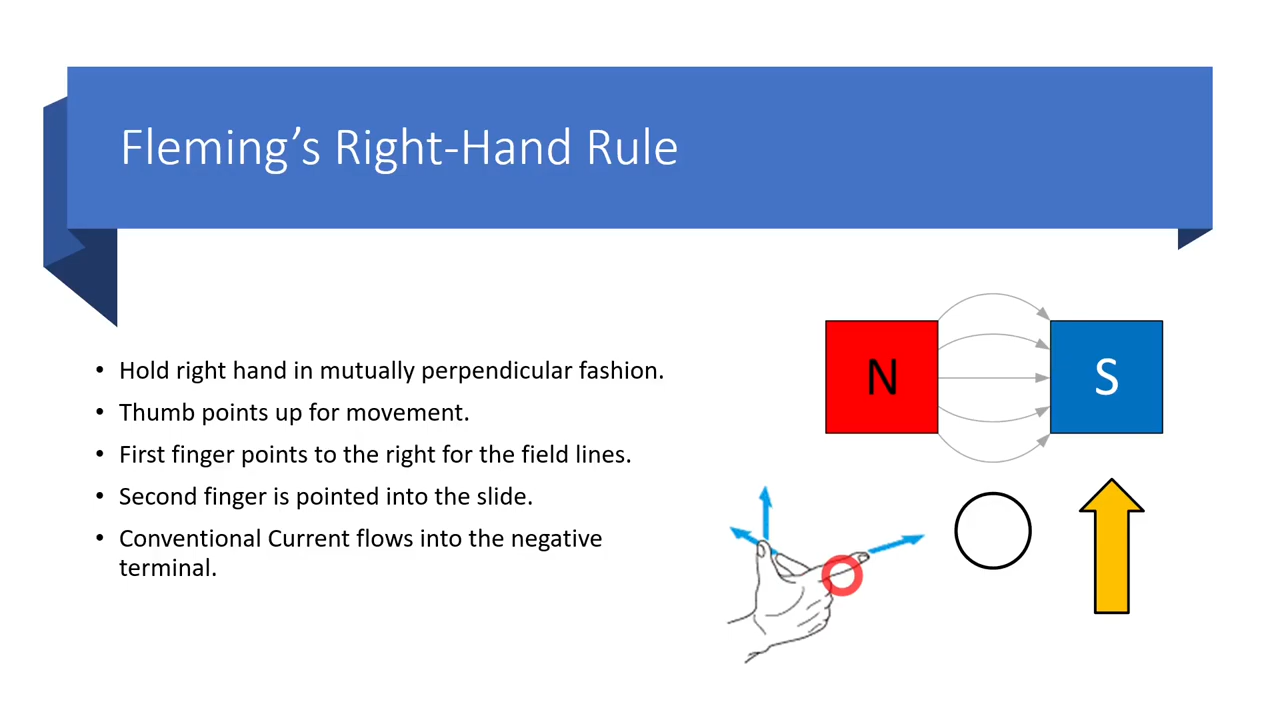 Fleming’s Right-Hand Rule
• Hold right hand in mutually perpendicular fashion.
• Thumb points up for movement.
• First finger points to the right for the field lines.
• Second finger is pointed into the slide.
• Conventional Current flows into the negative
terminal.
N S